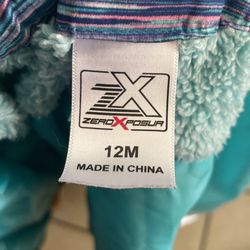 ZX
ZEROXPOSUR
12M
MADE IN CHINA